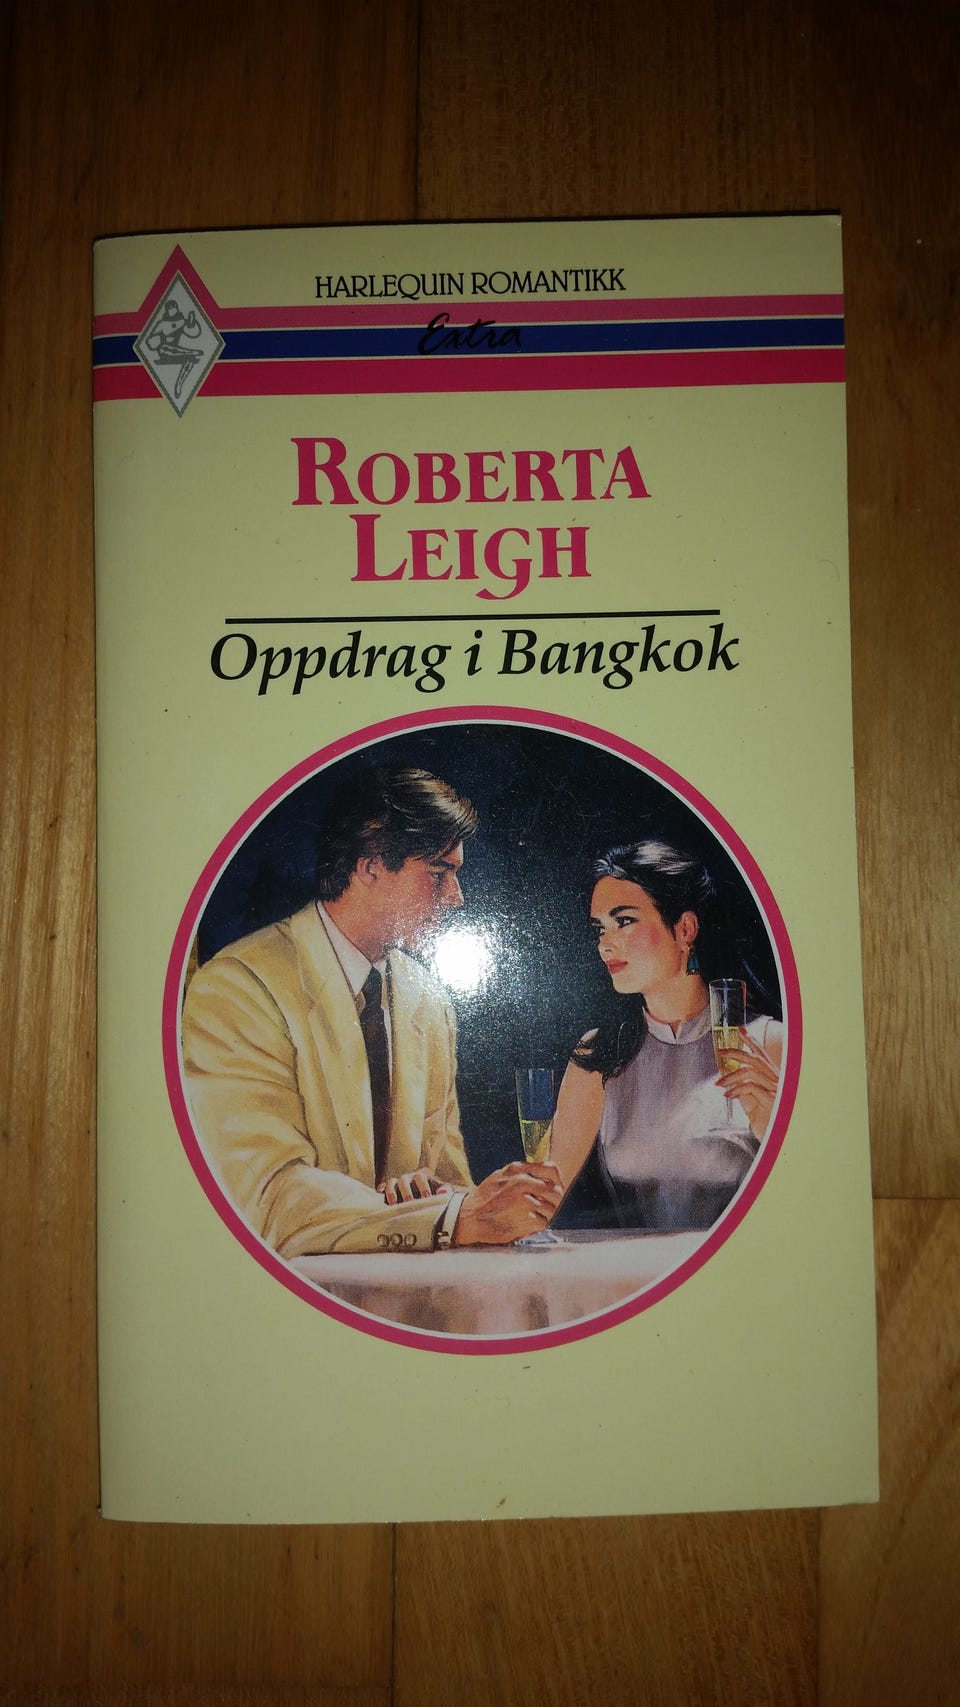 HARLEQUIN ROMANTIKK
Extra
ROBERTA
LEIGH
Oppdrag i Bangkok